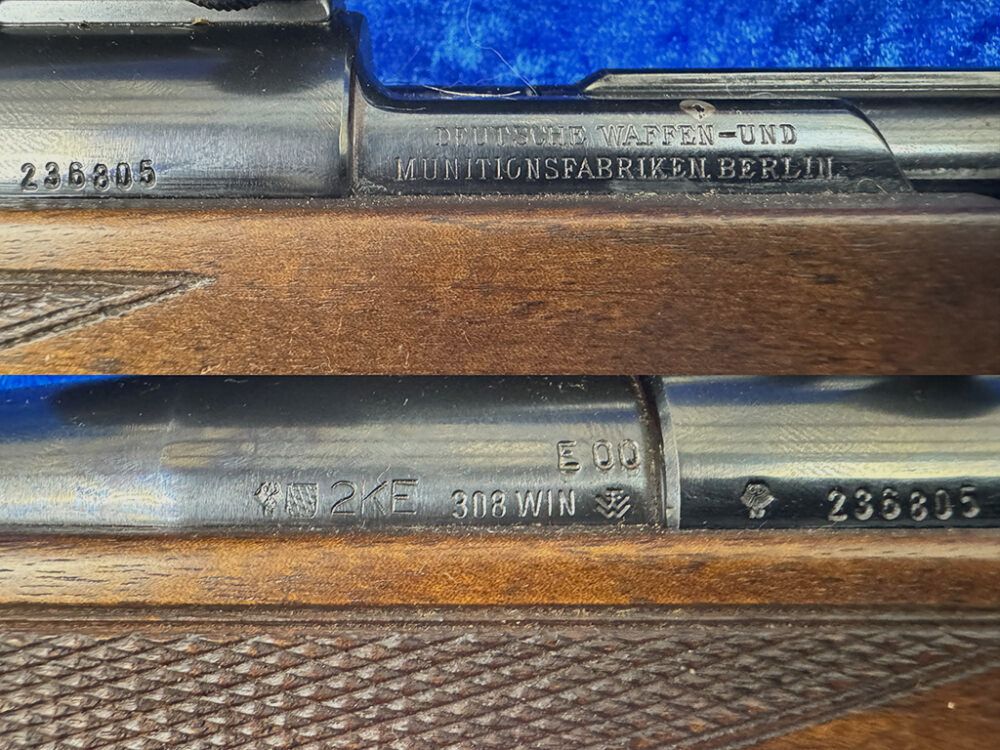 236805
DEUTSCHE WAFFEN-UND
MUNITIONSFABRIKEN. BERLIN.
E 00
2KE 308 WIN
236805